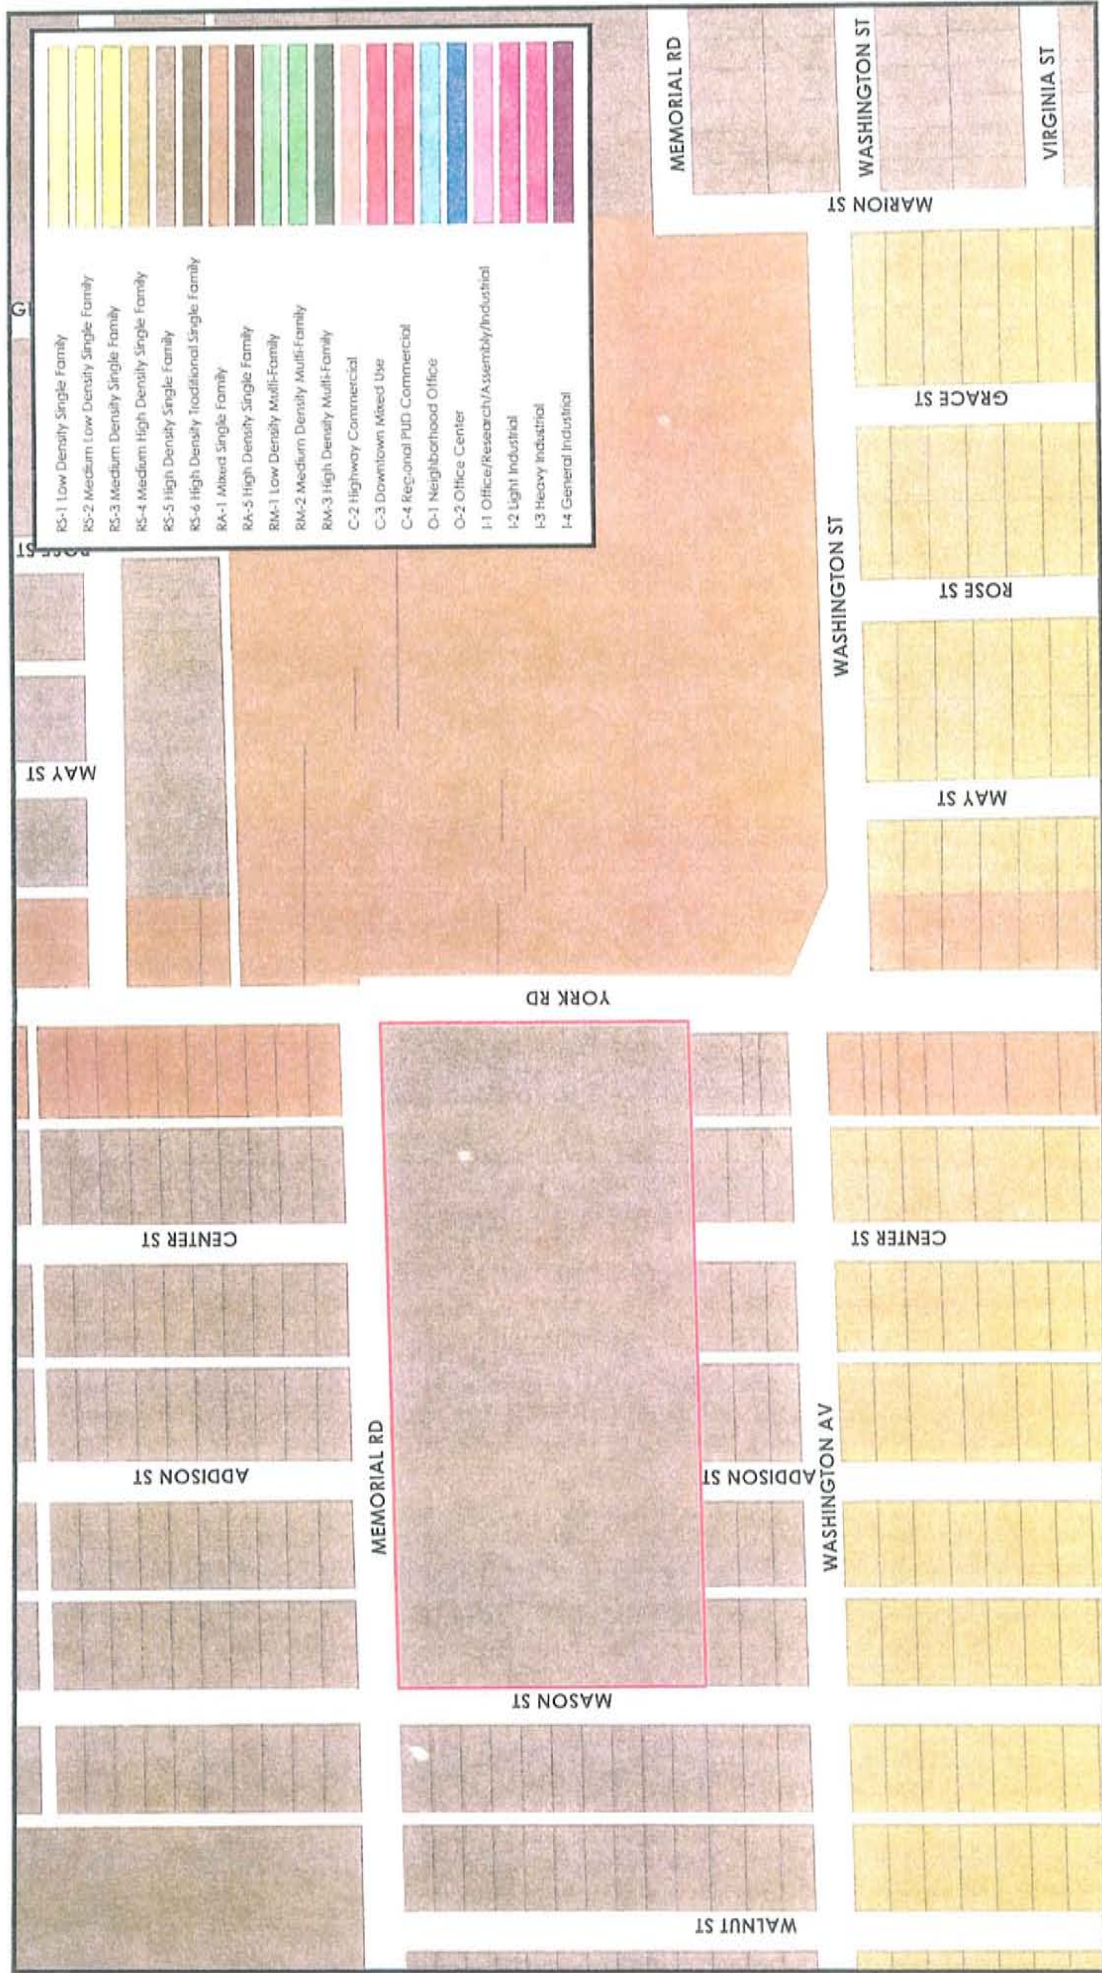 RS-1 Low Density Single Family
RS-2 Medium Low Density Single Family
RS-3 Medium Density Single Family
RS-4 Medium High Density Single Family
RS-5 High Density Single Family
RS-6 High Density Traditional Single Family
RA-1 Mixed Single Family
RA-5 High Density Single Family
RM-1 Low Density Multi-Family
RM-2 Medium Density Multi-Family
RM-3 High Density Multi-Family
C-2 Highway Commercial
C-3 Downtown Mixed Use
C-4 Regional PUD Commercial
O-1 Neighborhood Office
O-2 Office Center
I-1 Office/Research/Assembly/Industrial
I-2 Light Industrial
I-3 Heavy Industrial
I-4 General Industrial
MEMORIAL RD
WASHINGTON ST
VIRGINIA ST
MARION ST
GRACE ST
ROSE ST
ROSE ST
WASHINGTON ST
MAY ST
MAY ST
YORK RD
CENTER ST
CENTER ST
ADDISON ST
MEMORIAL RD
ADDISON ST
WASHINGTON AV
MASON ST
WALNUT ST